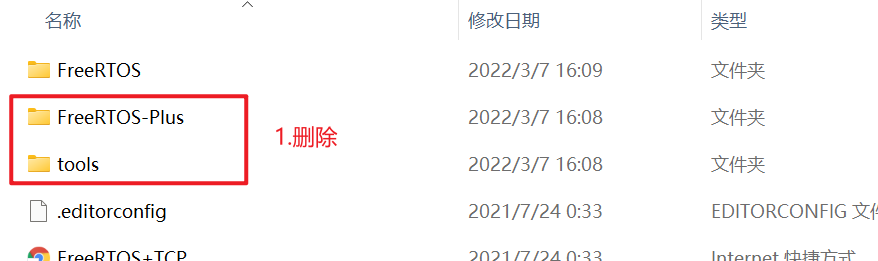 名称 修改日期 类型
FreeRTOS 2022/3/7 16:09 文件夹
FreeRTOS-Plus 2022/3/7 16:08 文件夹
1.删除
tools 2022/3/7 16:08 文件夹
.editorconfig 2021/7/24 0:33 EDITORCONFIG 文件
FreeRTOS+TCP 2021/7/24 0:33 Internet 快捷方式